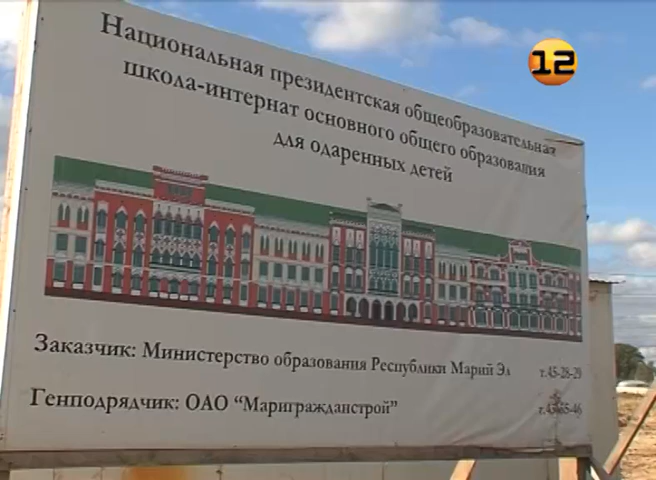 12
Национальная президентская общеобразовательная
школа-интернат основного общего образования
для одаренных детей
Заказчик: Министерство образования Республики Марий Эл т.45-28-29
Генподрядчик: ОАО "Маригражданстрой"